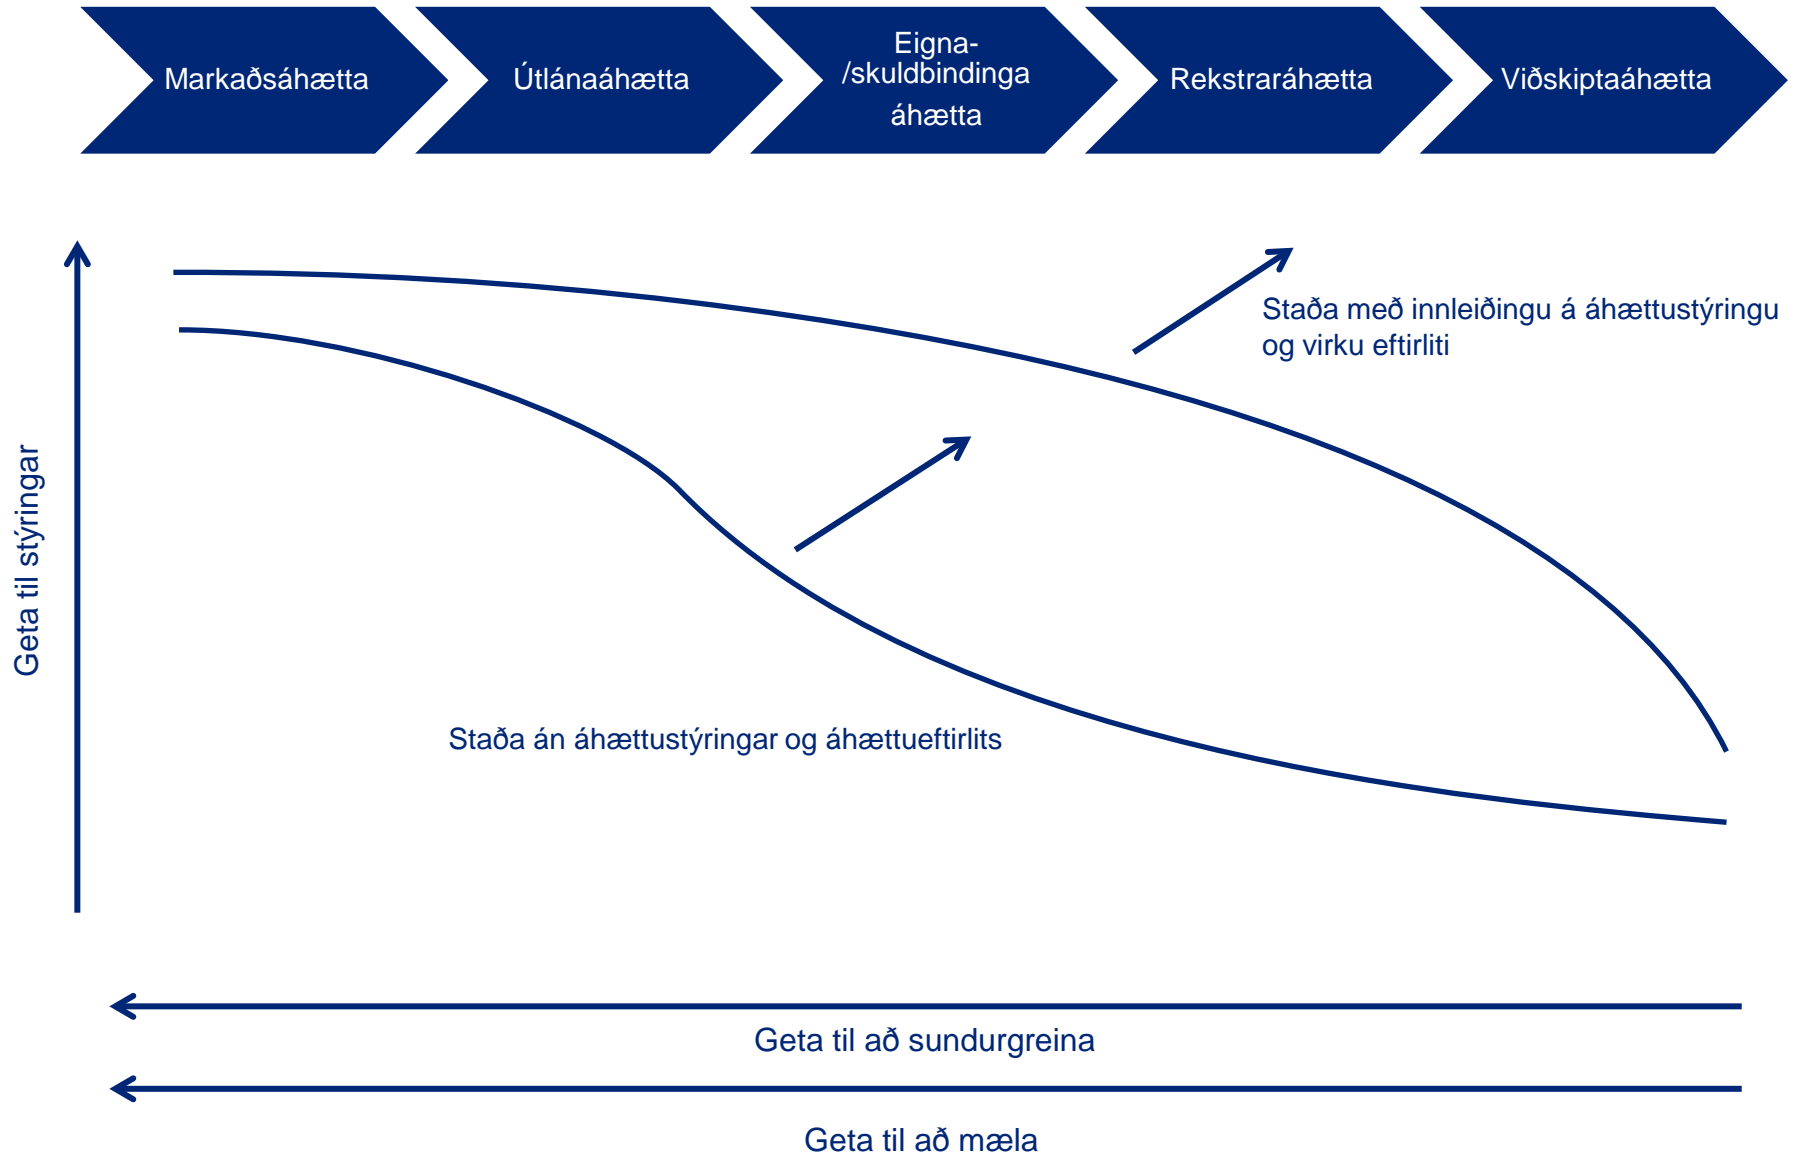 Markaðsáhætta
Útlánaáhætta
Eigna-
/skuldbindinga
áhætta
Rekstraráhætta
Viðskiptaáhætta
Staða með innleiðingu á áhættustýringu
og virku eftirliti
Geta til stýringar
Staða án áhættustýringar og áhættueftirlits
Geta til að sundurgreina
Geta til að mæla